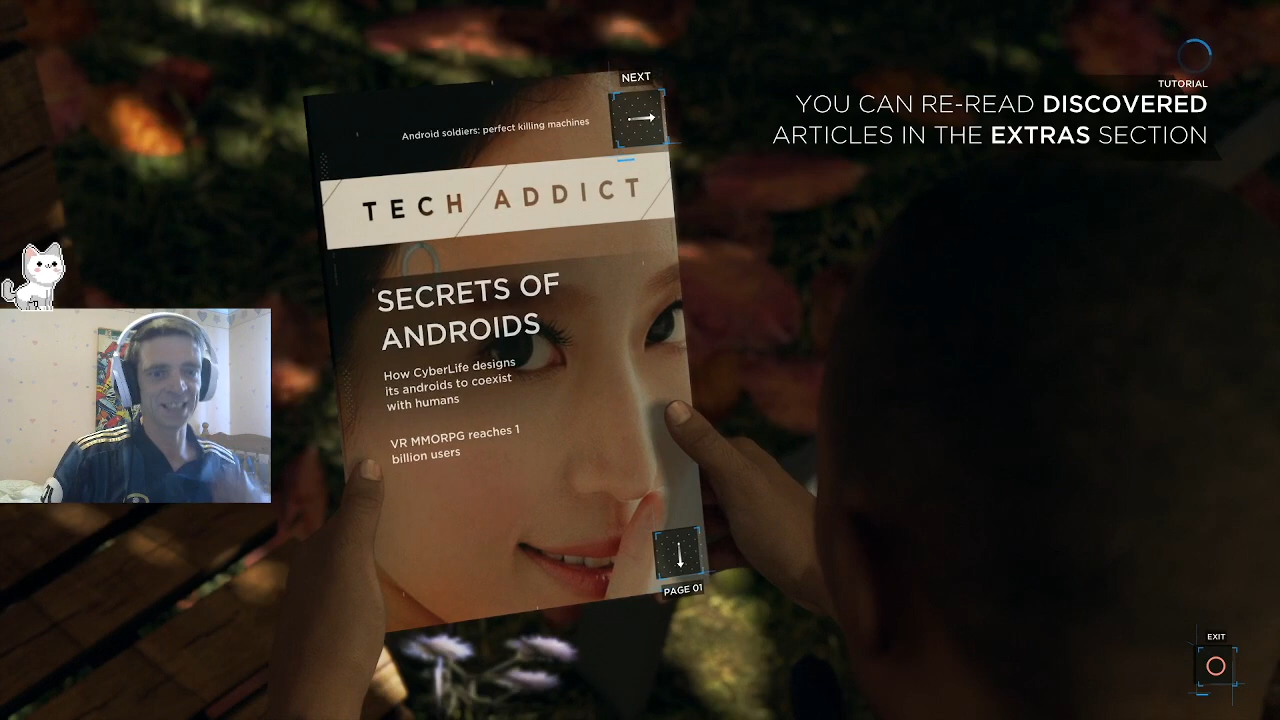 NEXT
Android soldiers: perfect killing machines
TECH ADDICT
SECRETS OF
ANDROIDS
How CyberLife designs
its androids to coexist
with humans
VR MMORPG reaches 1
billion users
PAGE 01
TUTORIAL
YOU CAN RE-READ DISCOVERED
ARTICLES IN THE EXTRAS SECTION
EXIT